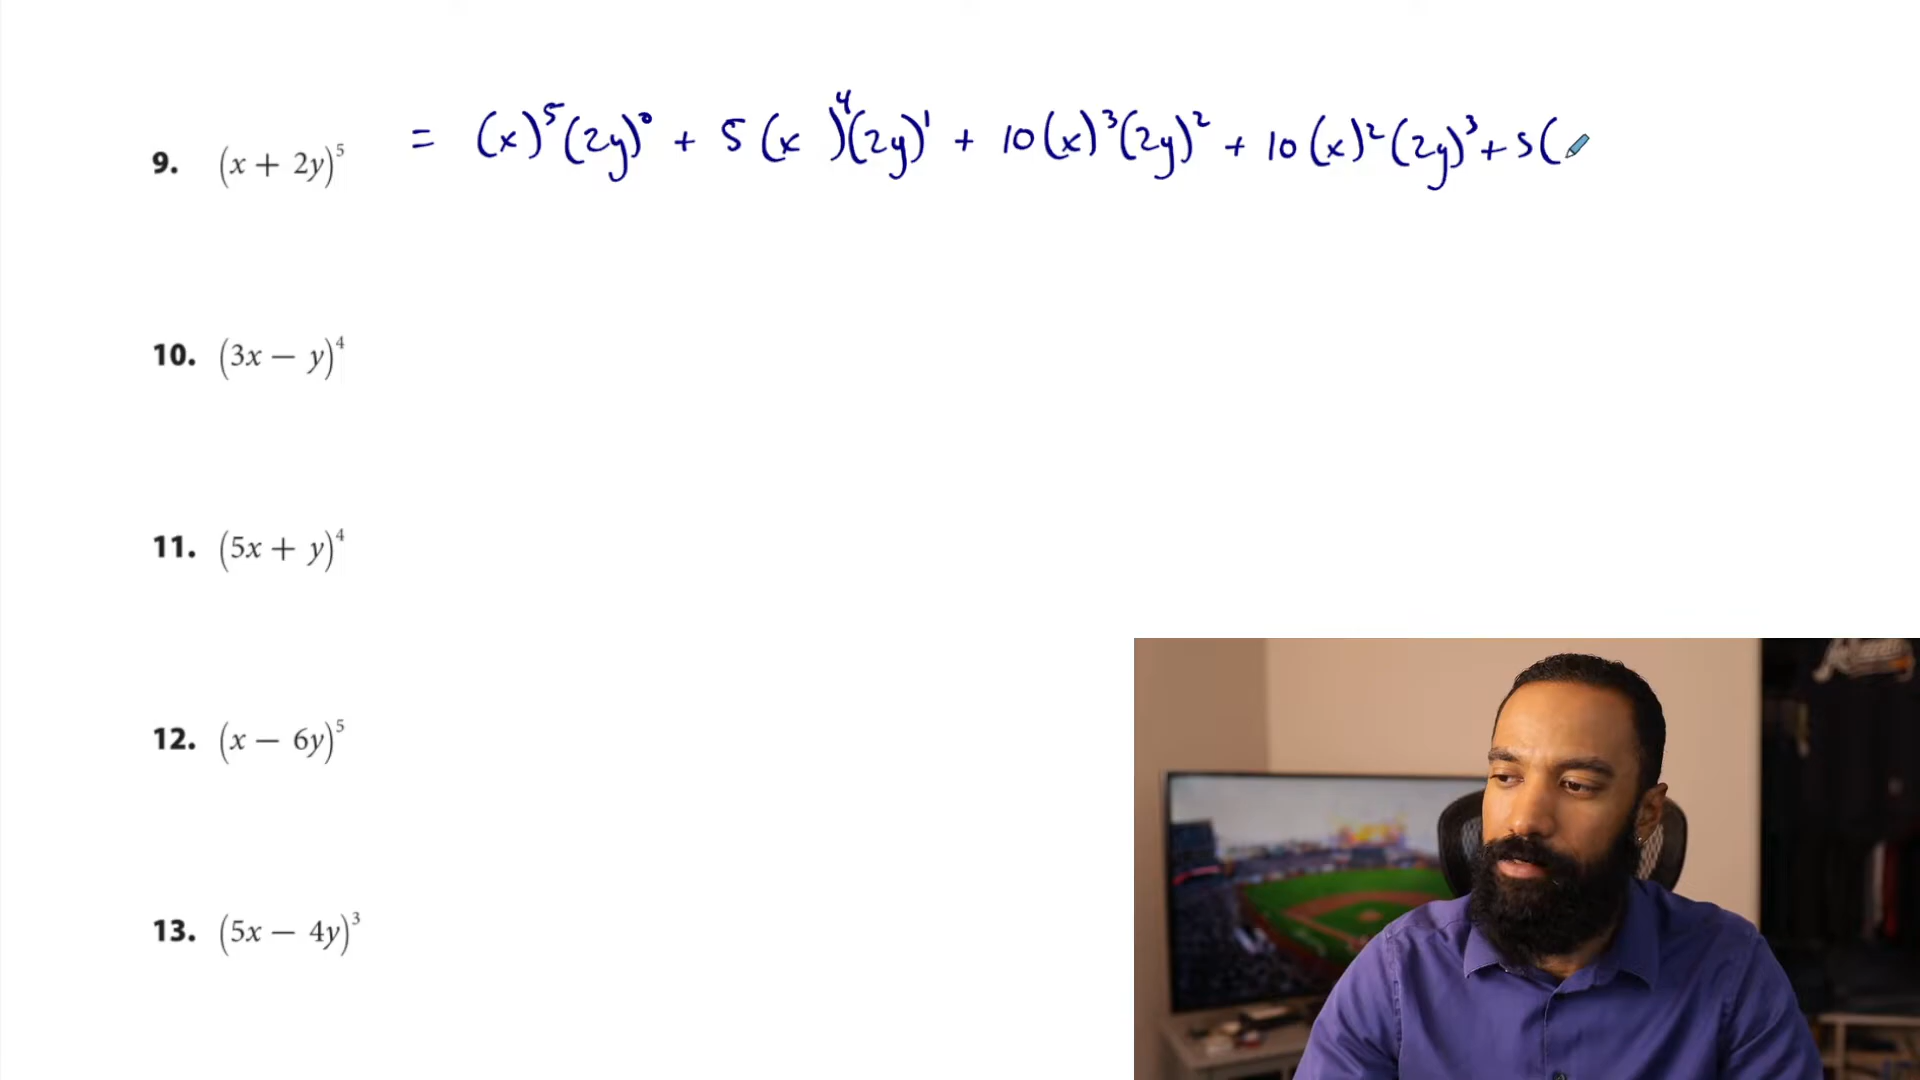 9. (x + 2y)⁵ = (x)⁵(2y)⁰ + 5(x )⁴(2y)¹ + 10(x)³(2y)² + 10(x)²(2y)³ + 5(
10. (3x − y)⁴
11. (5x + y)⁴
12. (x − 6y)⁵
13. (5x − 4y)³